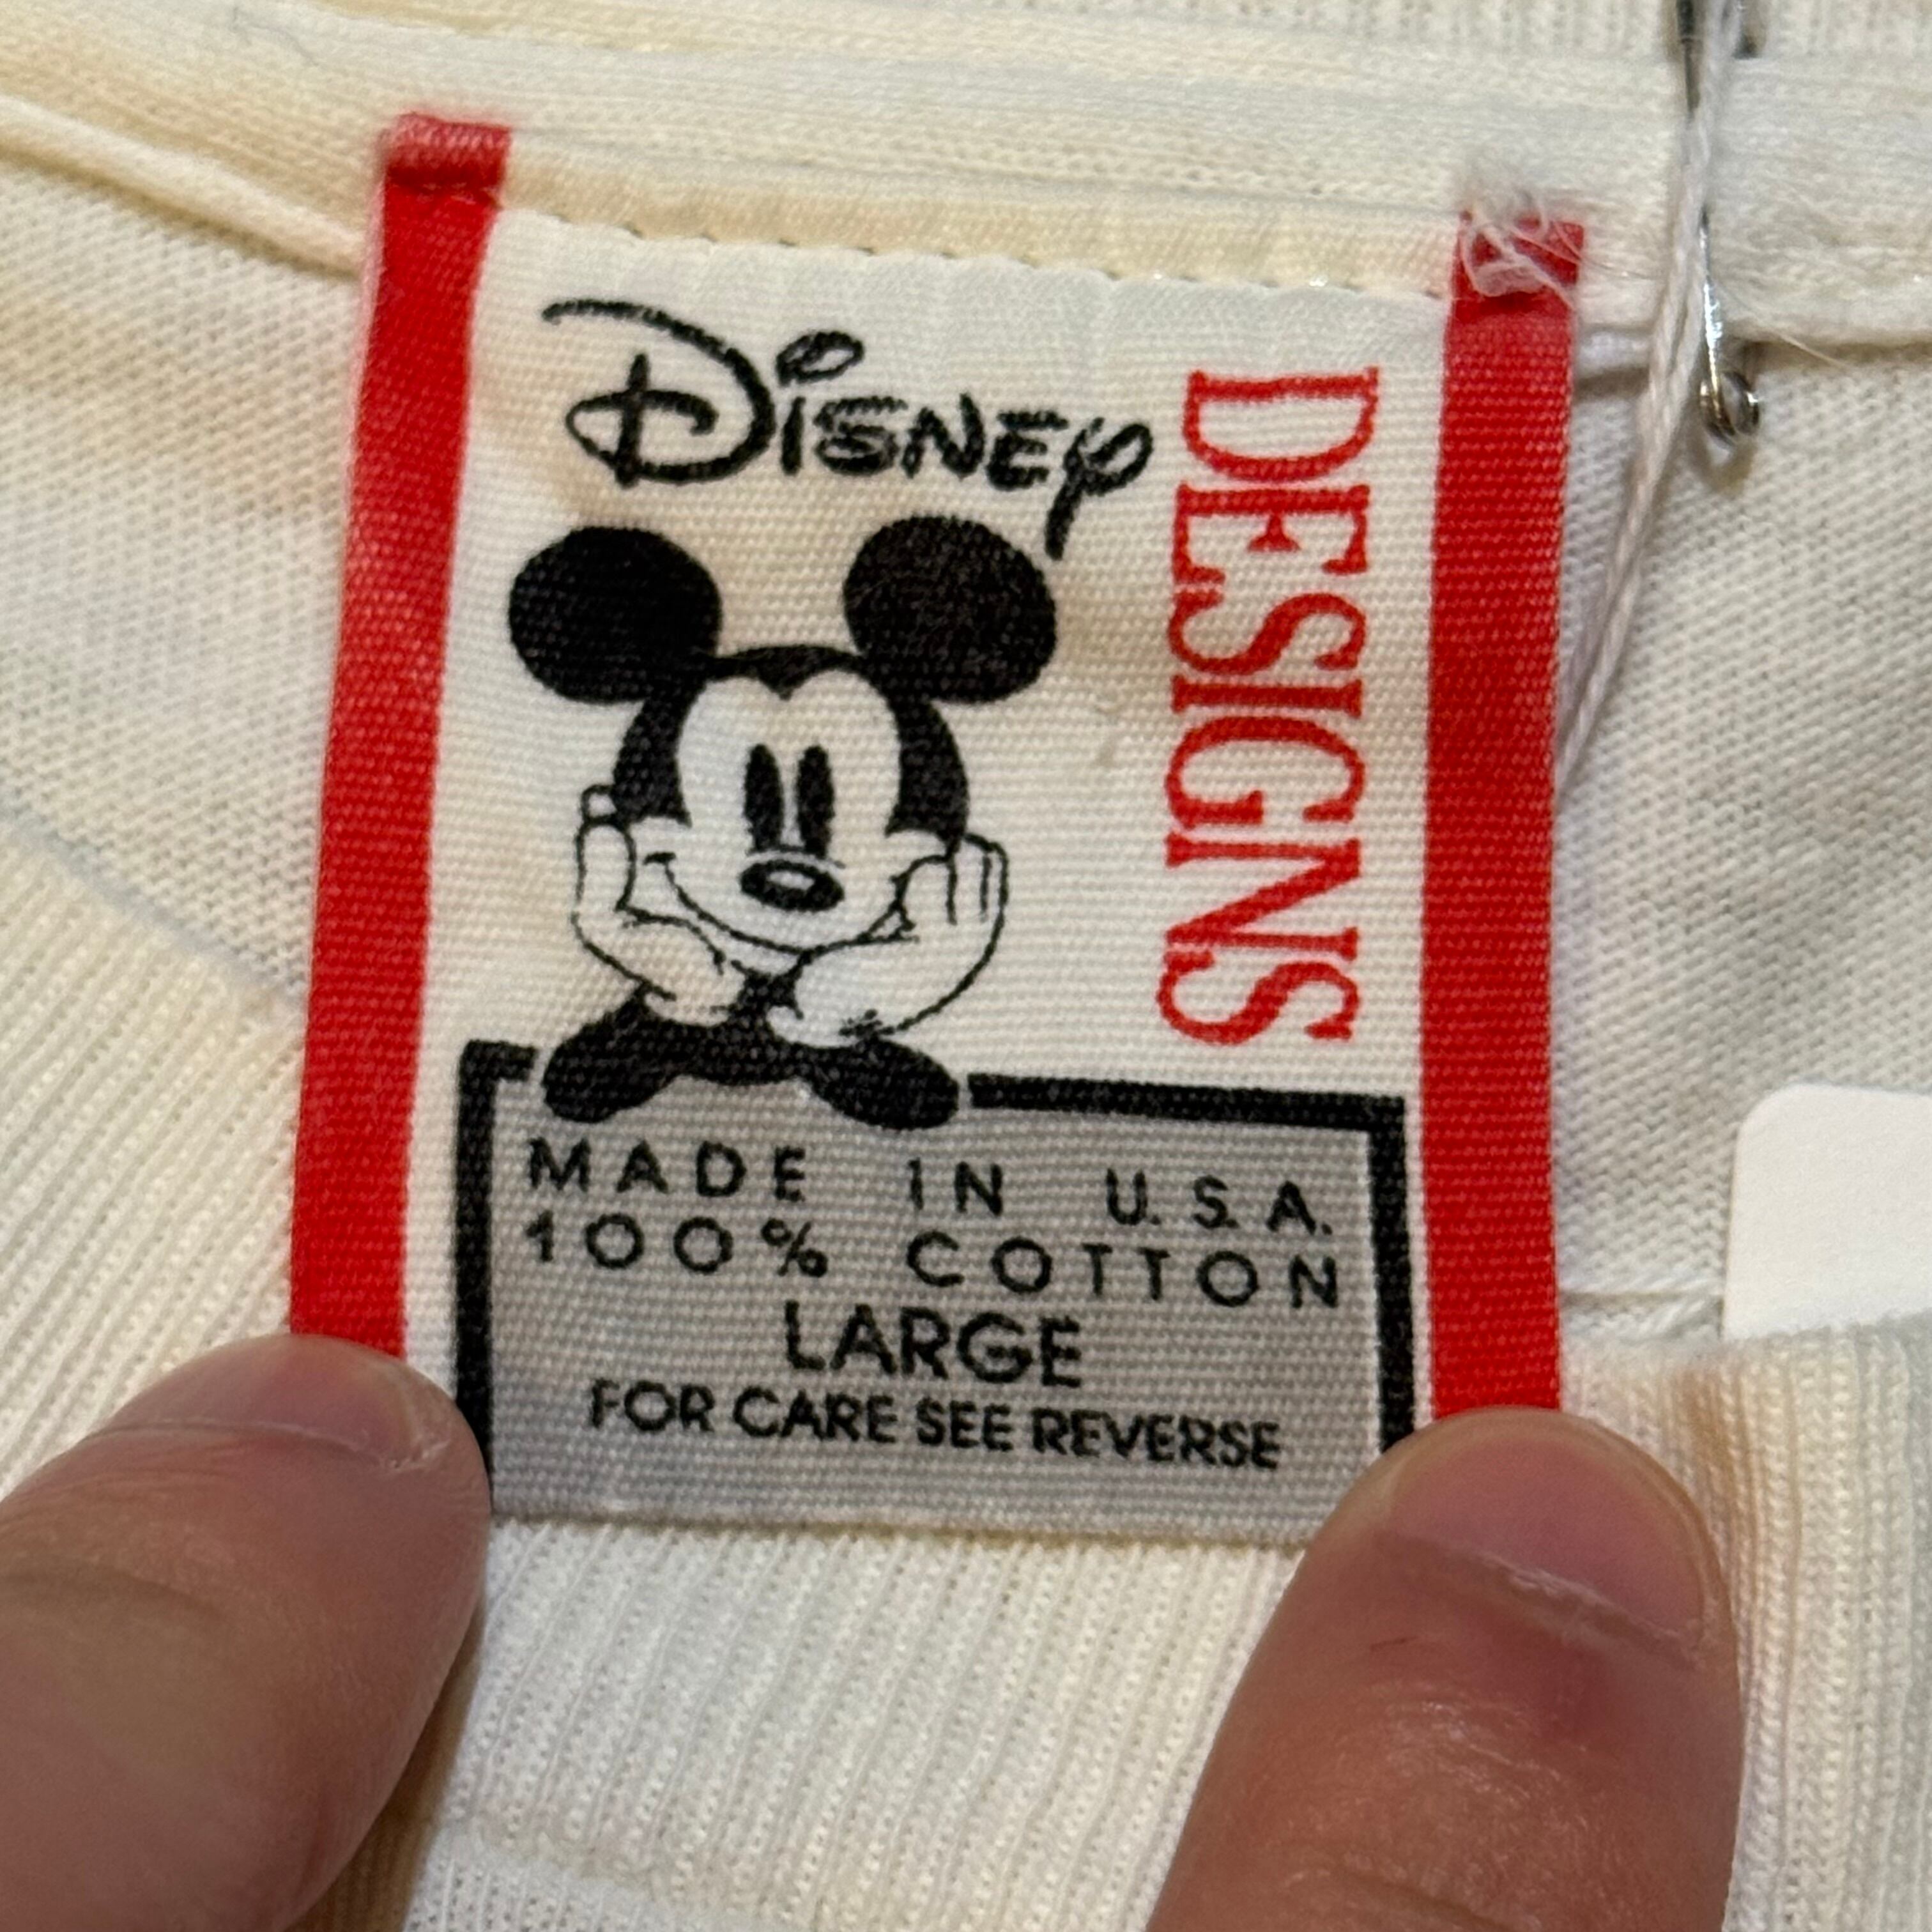 Disney
DESIGNS
MADE IN U.S.A.
100% COTTON
LARGE
FOR CARE SEE REVERSE